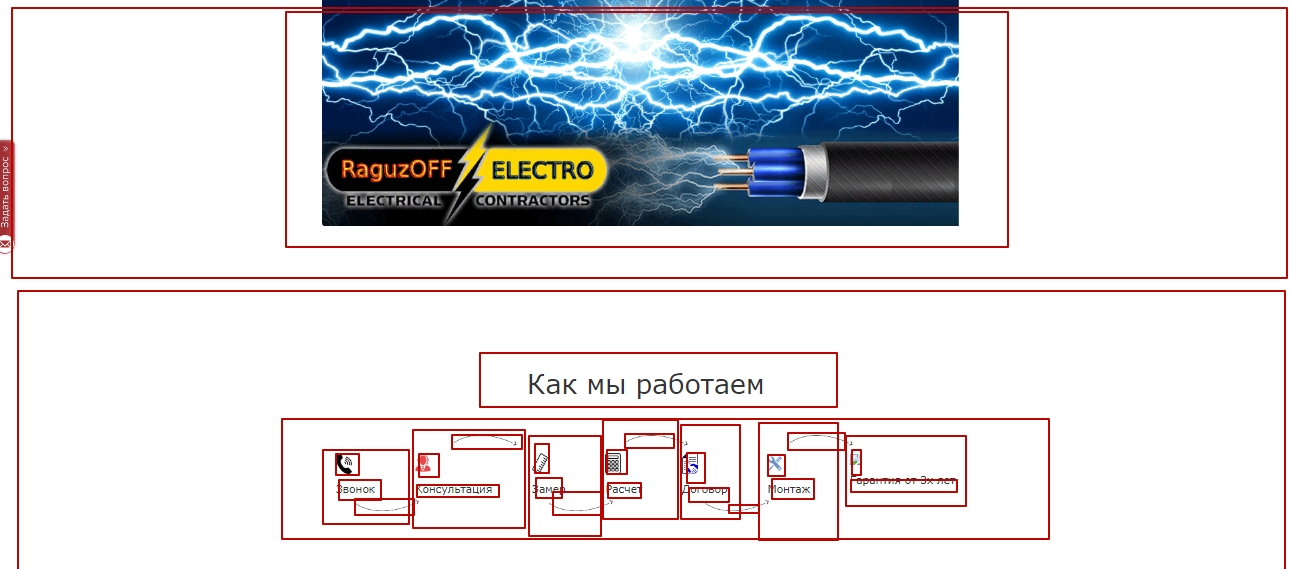 RaguzOFF ELECTRO
ELECTRICAL CONTRACTORS
Задать вопрос
Как мы работаем
Звонок
Консультация
Замер
Расчет
Договор
Монтаж
Гарантия от 3х лет